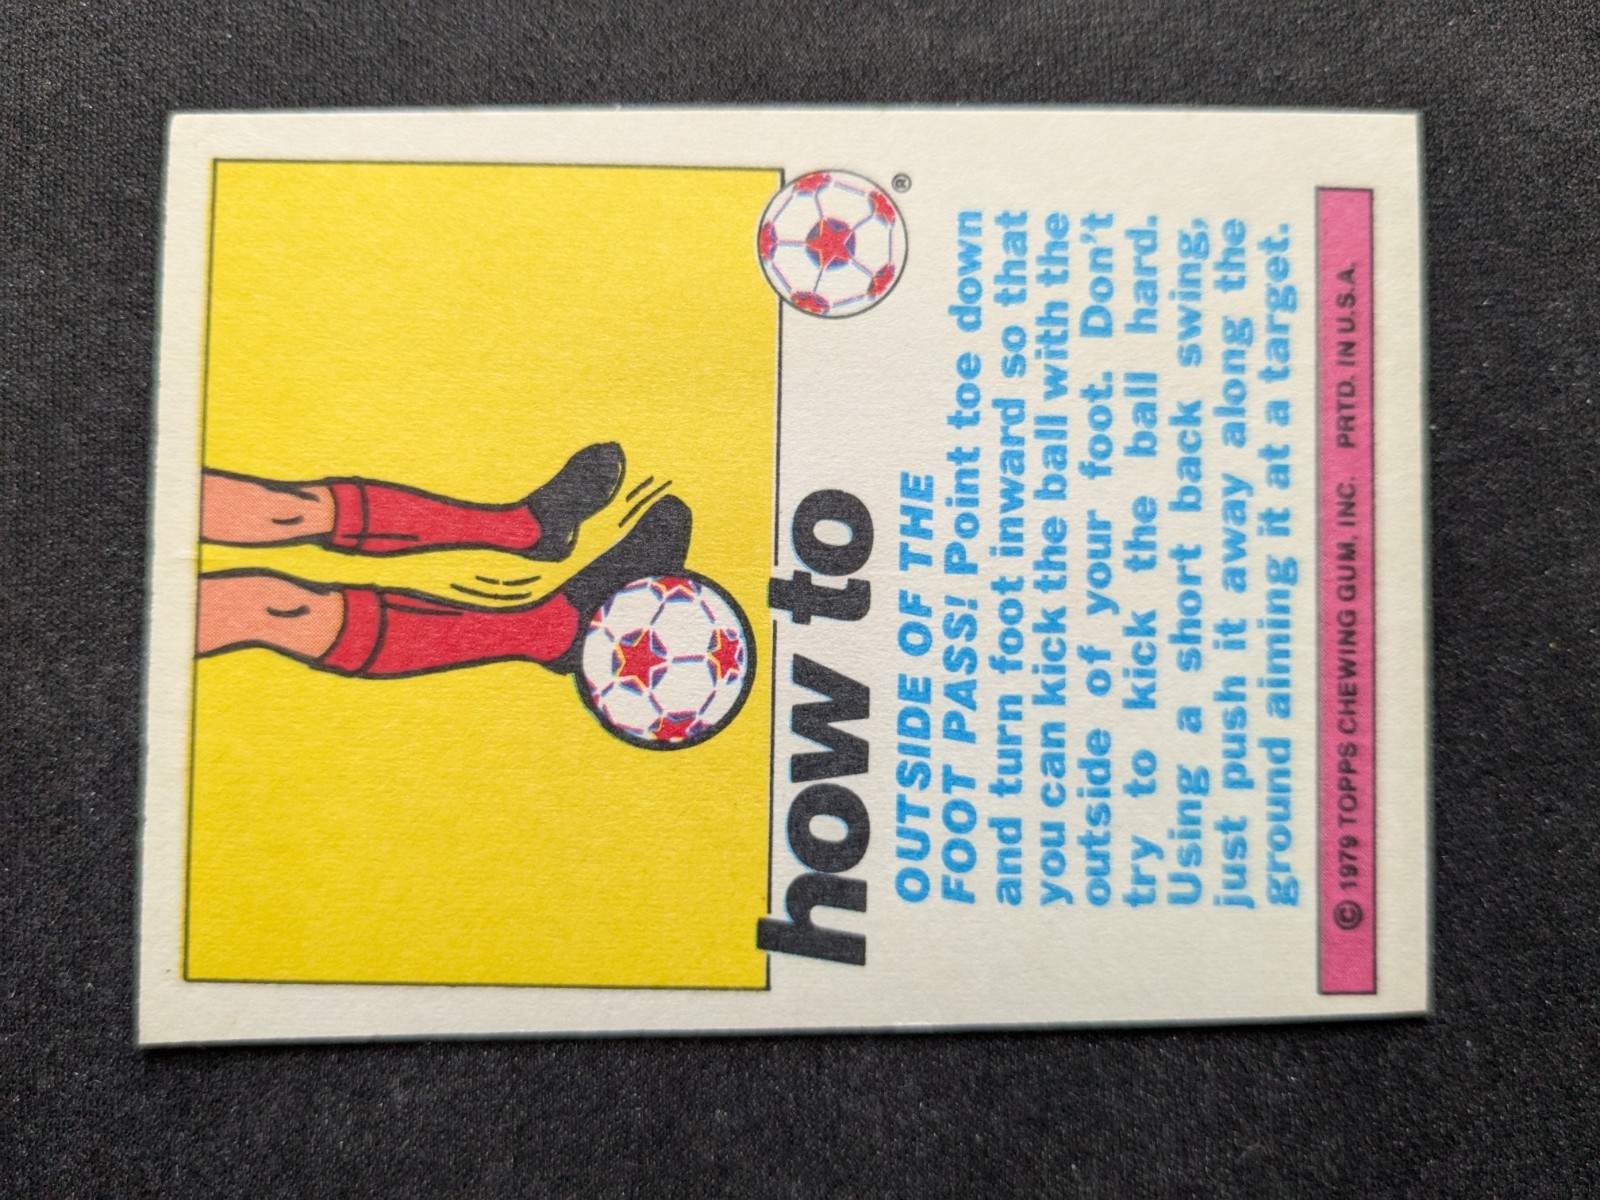 ®
how to
OUTSIDE OF THE
FOOT PASS! Point toe down
and turn foot inward so that
you can kick the ball with the
outside of your foot. Don't
try to kick the ball hard.
Using a short back swing,
just push it away along the
ground aiming it at a target.
© 1979 TOPPS CHEWING GUM, INC. PRTD. IN U.S.A.